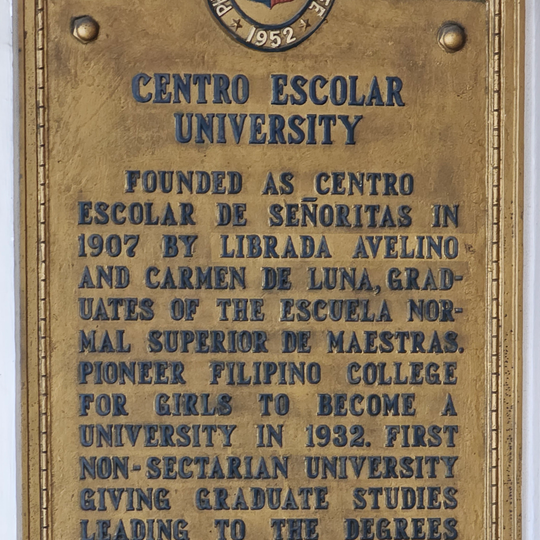 1952
CENTRO ESCOLAR
UNIVERSITY
FOUNDED AS CENTRO
ESCOLAR DE SEÑORITAS IN
1907 BY LIBRADA AVELINO
AND CARMEN DE LUNA, GRAD-
UATES OF THE ESCUELA NOR-
MAL SUPERIOR DE MAESTRAS.
PIONEER FILIPINO COLLEGE
FOR GIRLS TO BECOME A
UNIVERSITY IN 1932. FIRST
NON-SECTARIAN UNIVERSITY
GIVING GRADUATE STUDIES
LEADING TO THE DEGREES